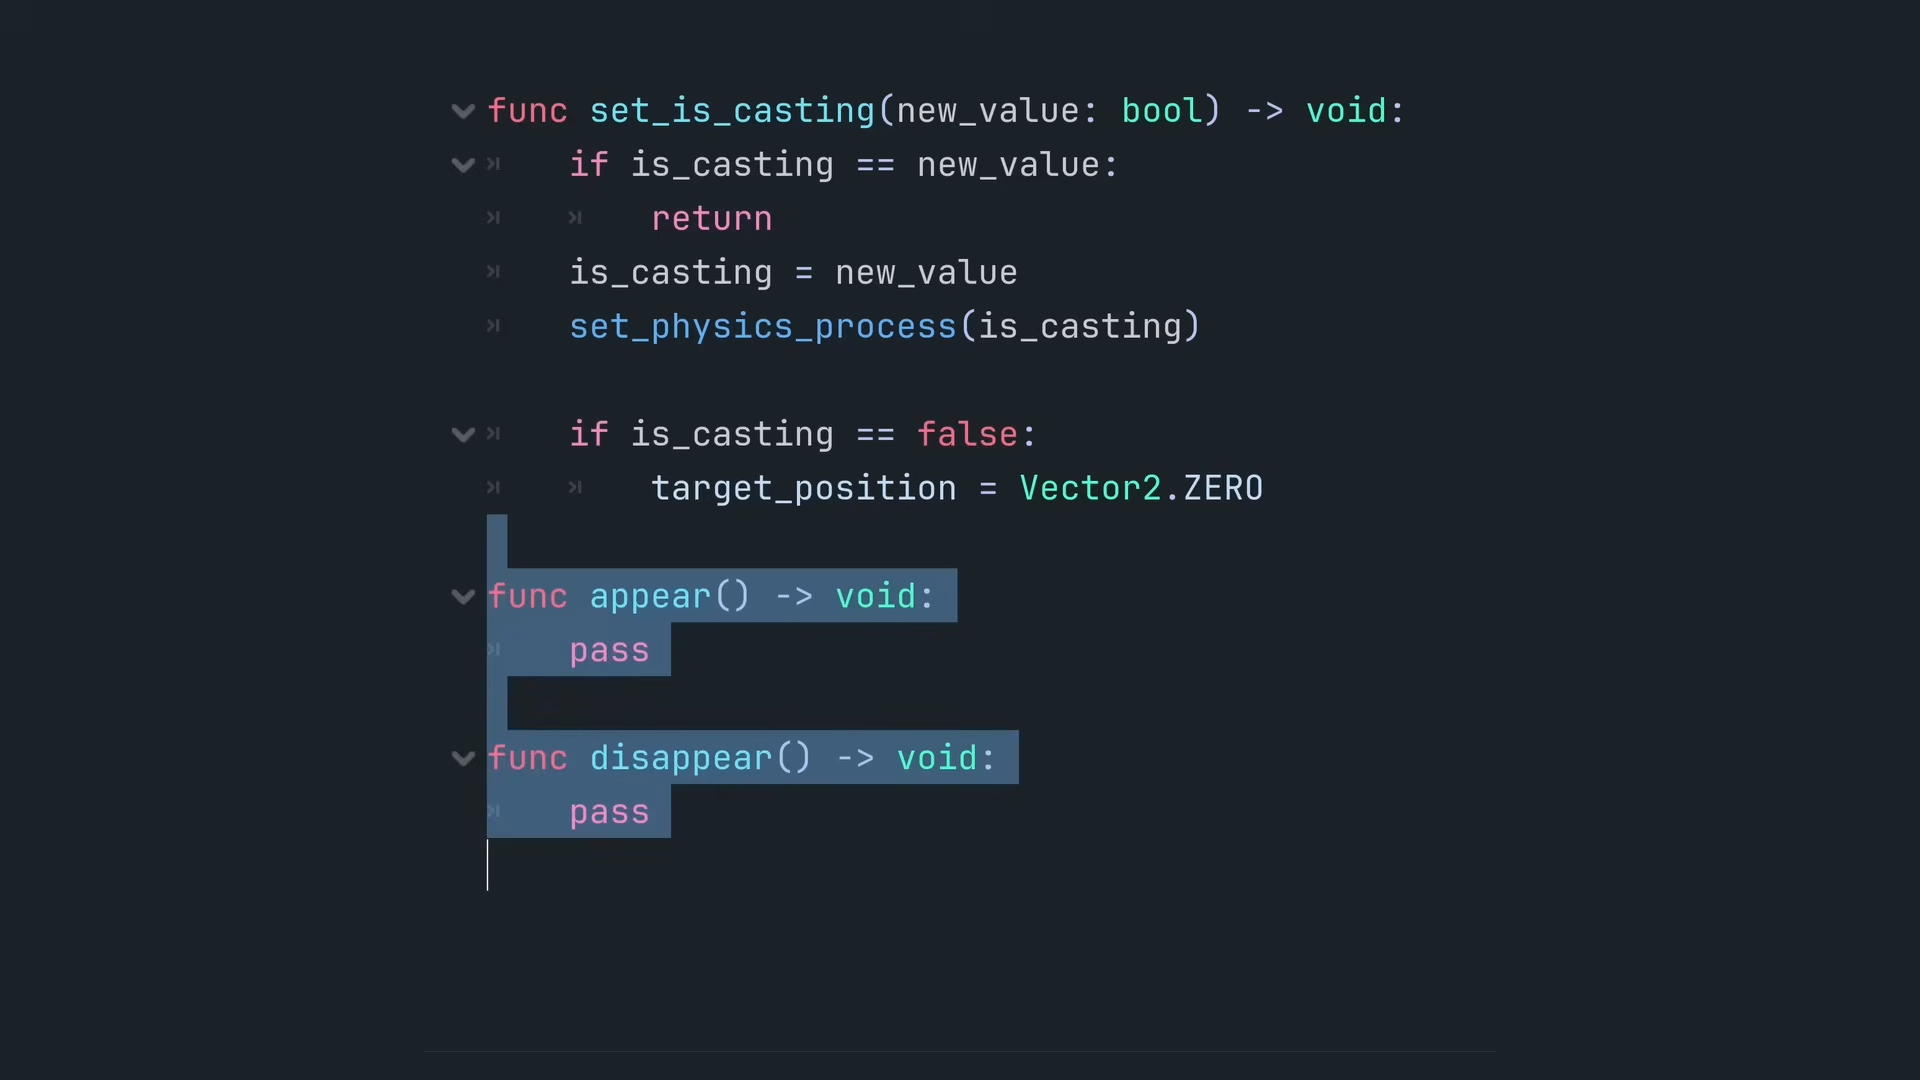 func set_is_casting(new_value: bool) -> void:
	if is_casting == new_value:
		return
	is_casting = new_value
	set_physics_process(is_casting)

	if is_casting == false:
		target_position = Vector2.ZERO

func appear() -> void:
	pass

func disappear() -> void:
	pass